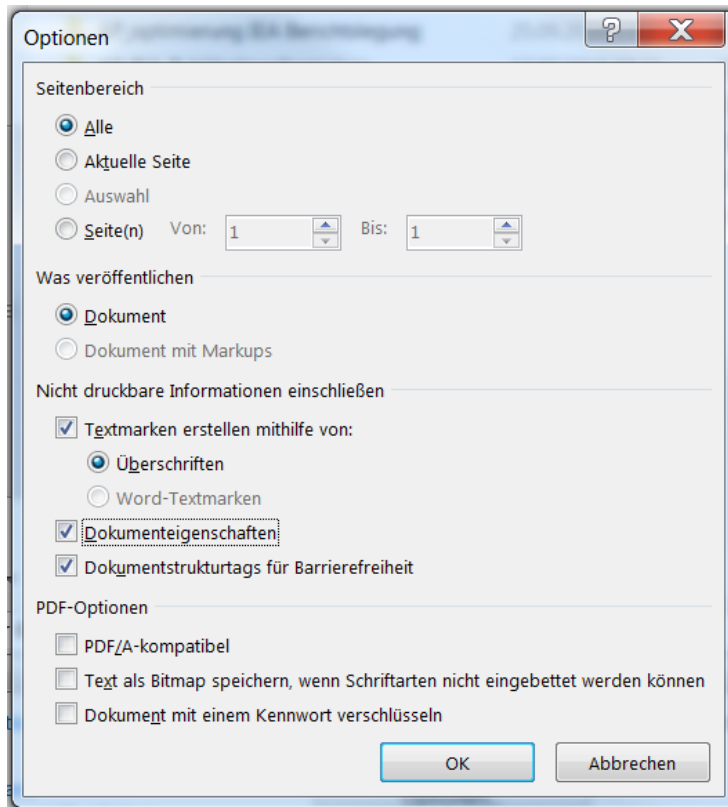 Optionen
Seitenbereich
Alle
Aktuelle Seite
Auswahl
Seite(n) Von: 1 Bis: 1
Was veröffentlichen
Dokument
Dokument mit Markups
Nicht druckbare Informationen einschließen
Textmarken erstellen mithilfe von:
Überschriften
Word-Textmarken
Dokumenteigenschaften
Dokumentstrukturtags für Barrierefreiheit
PDF-Optionen
PDF/A-kompatibel
Text als Bitmap speichern, wenn Schriftarten nicht eingebettet werden können
Dokument mit einem Kennwort verschlüsseln
OK Abbrechen